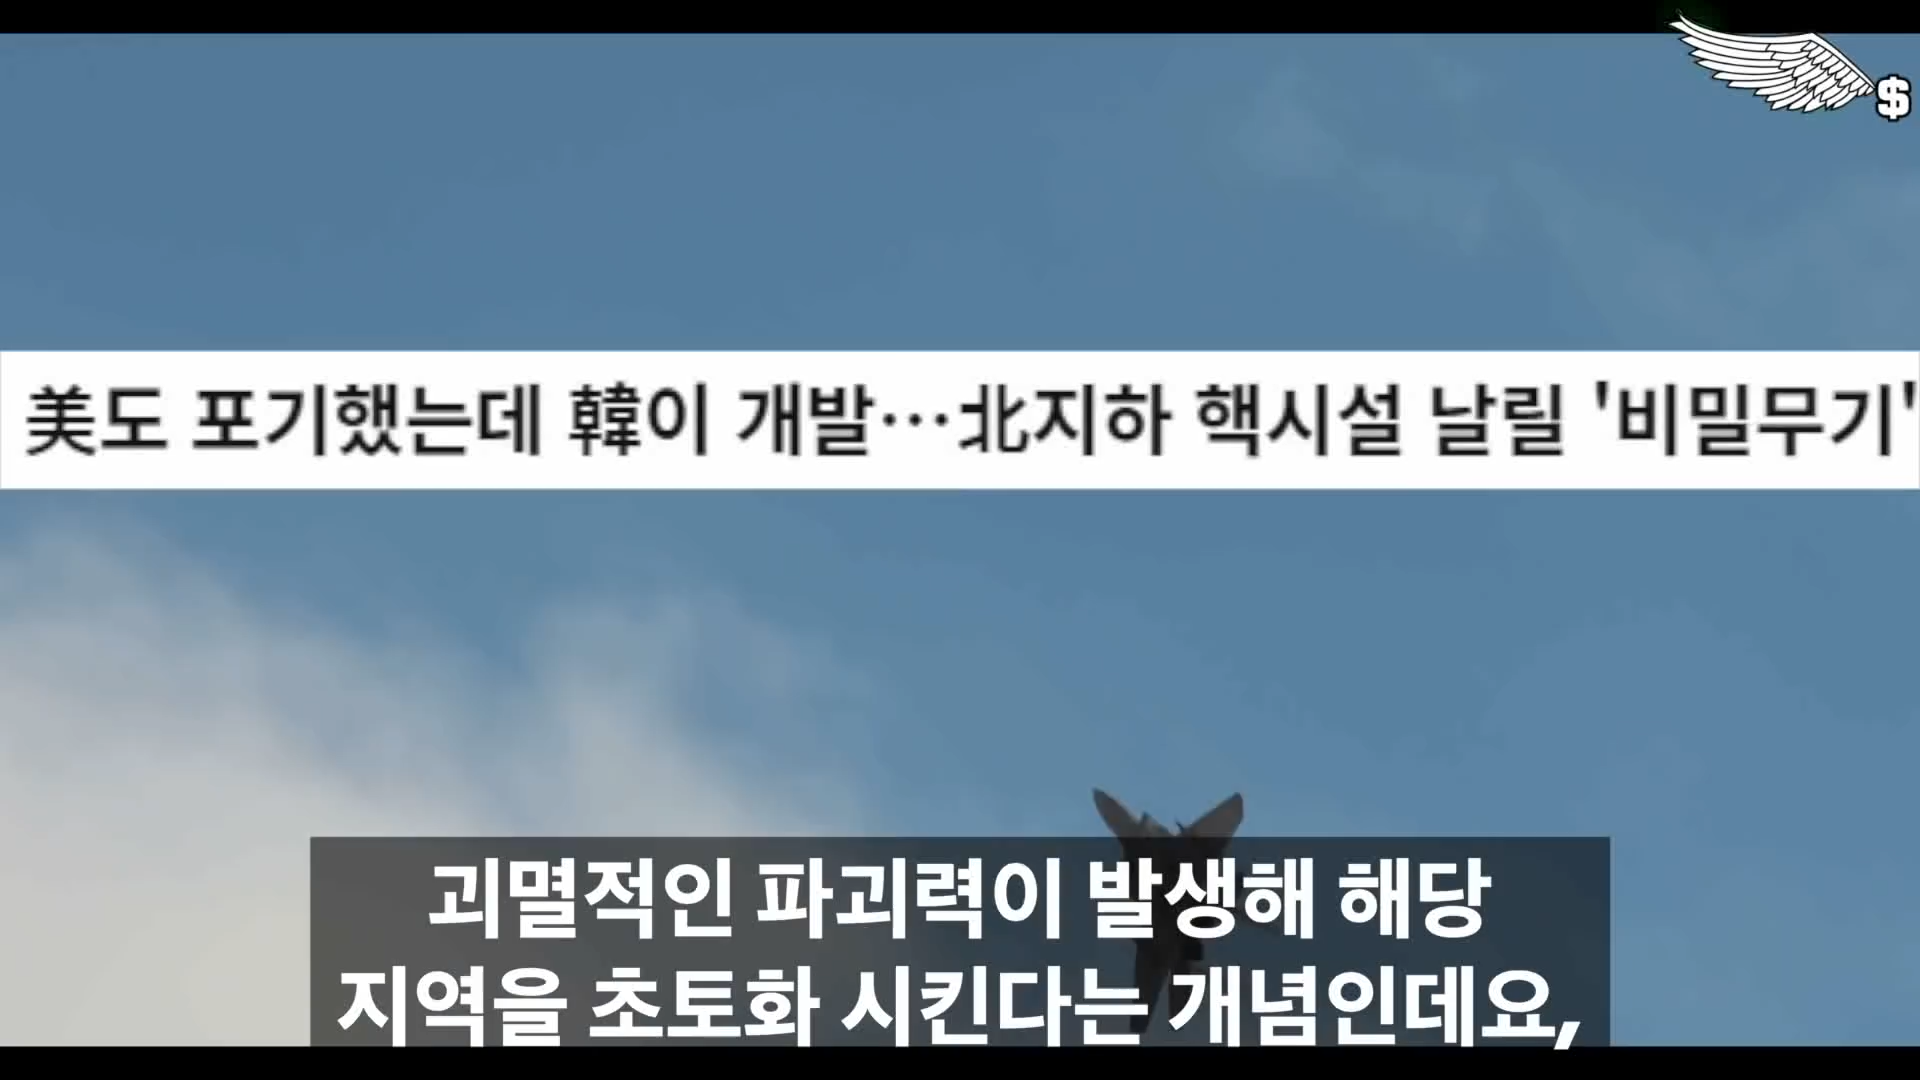 $
美도 포기했는데 韓이 개발…北지하 핵시설 날릴 '비밀무기'
괴멸적인 파괴력이 발생해 해당
지역을 초토화 시킨다는 개념인데요,